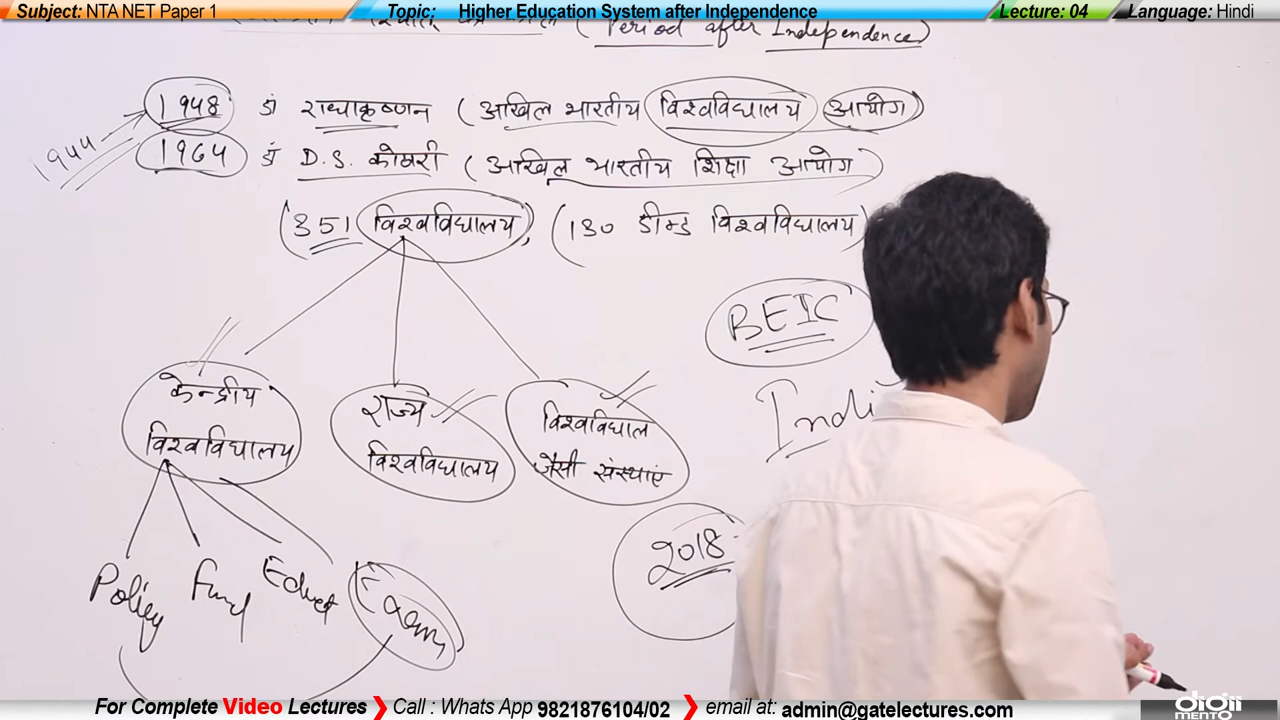 Subject: NTA NET Paper 1 Topic: Higher Education System after Independence Lecture: 04 Language: Hindi
(Period after Independence)
1948 डॉ राधाकृष्णन (अखिल भारतीय विश्वविद्यालय आयोग)
1944
1964 डॉ D.S. कोठारी (अखिल भारतीय शिक्षा आयोग)
(351 विश्वविद्यालय), (130 डीम्ड विश्वविद्यालय)
BEIC
Indi
केन्द्रीय
विश्वविद्यालय
राज्य
विश्वविद्यालय
विश्वविद्याल
जैसी संस्थाएं
2018
Policy Fund Educat Exam
For Complete Video Lectures Call : Whats App 9821876104/02 email at: admin@gatelectures.com
digii
MENTO